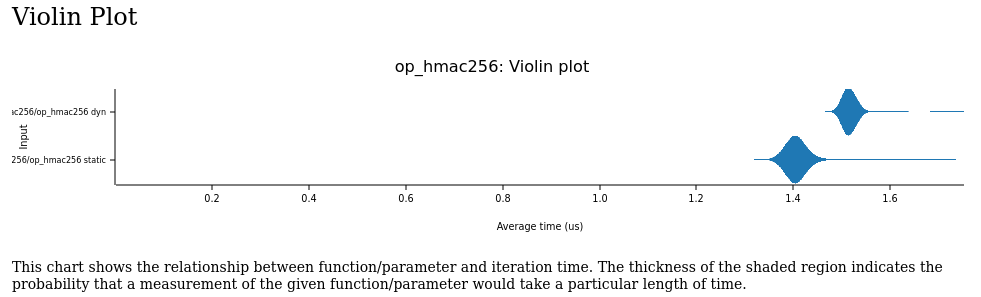 Violin Plot
op_hmac256: Violin plot
ac256/op_hmac256 dyn
Input
256/op_hmac256 static
0.2 0.4 0.6 0.8 1.0 1.2 1.4 1.6
Average time (us)
This chart shows the relationship between function/parameter and iteration time. The thickness of the shaded region indicates the
probability that a measurement of the given function/parameter would take a particular length of time.